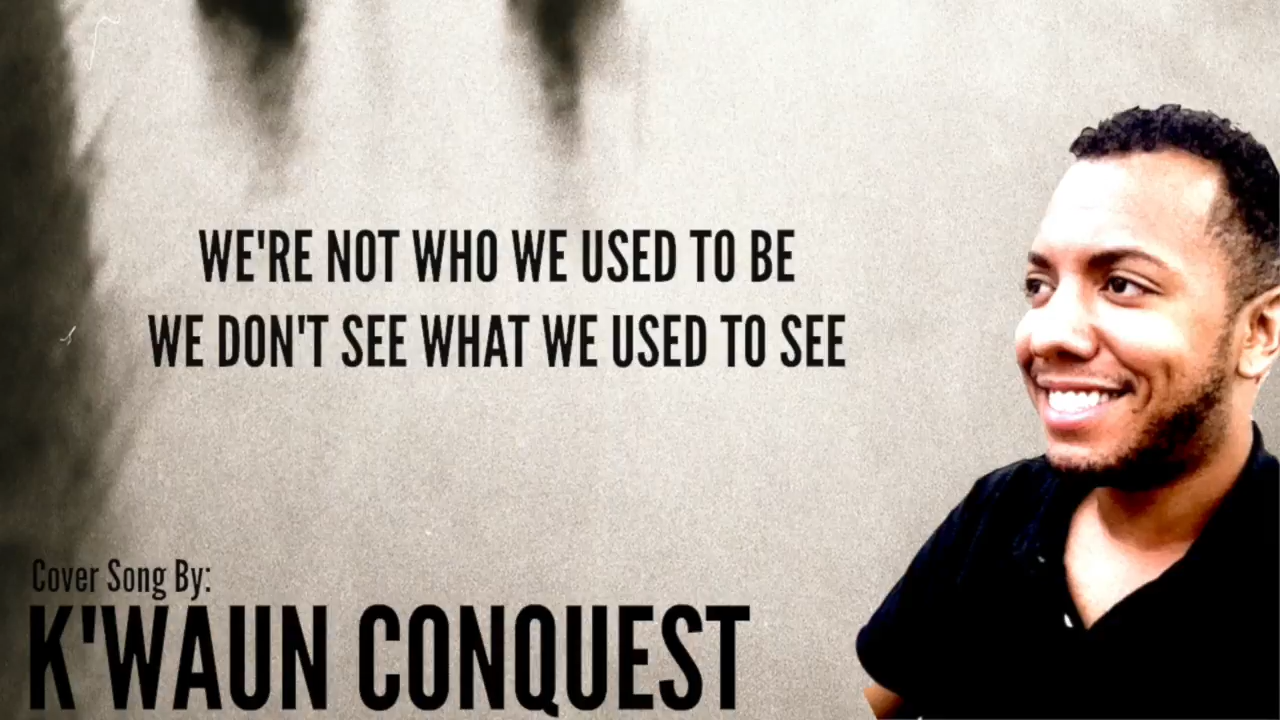 WE'RE NOT WHO WE USED TO BE
WE DON'T SEE WHAT WE USED TO SEE
Cover Song By:
K'WAUN CONQUEST